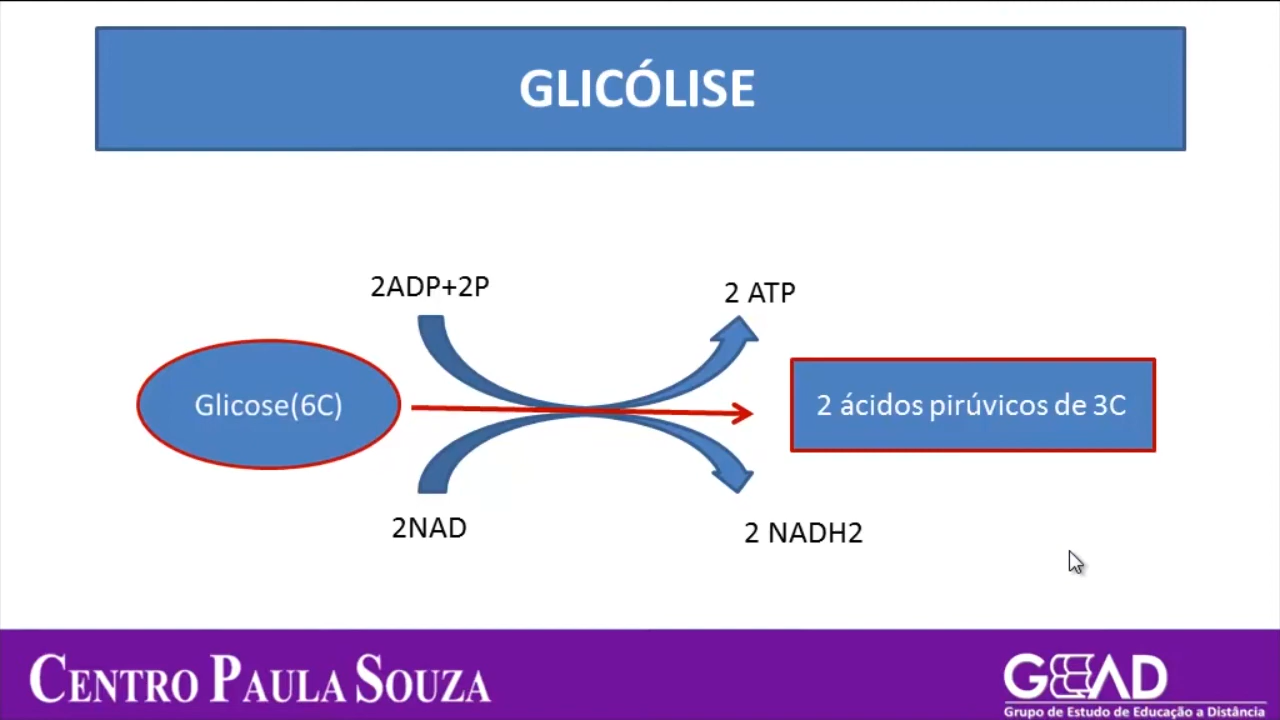 GLICÓLISE
2ADP+2P
2 ATP
Glicose(6C)
2 ácidos pirúvicos de 3C
2NAD
2 NADH2
CENTRO PAULA SOUZA
GEEAD
Grupo de Estudo de Educação a Distância